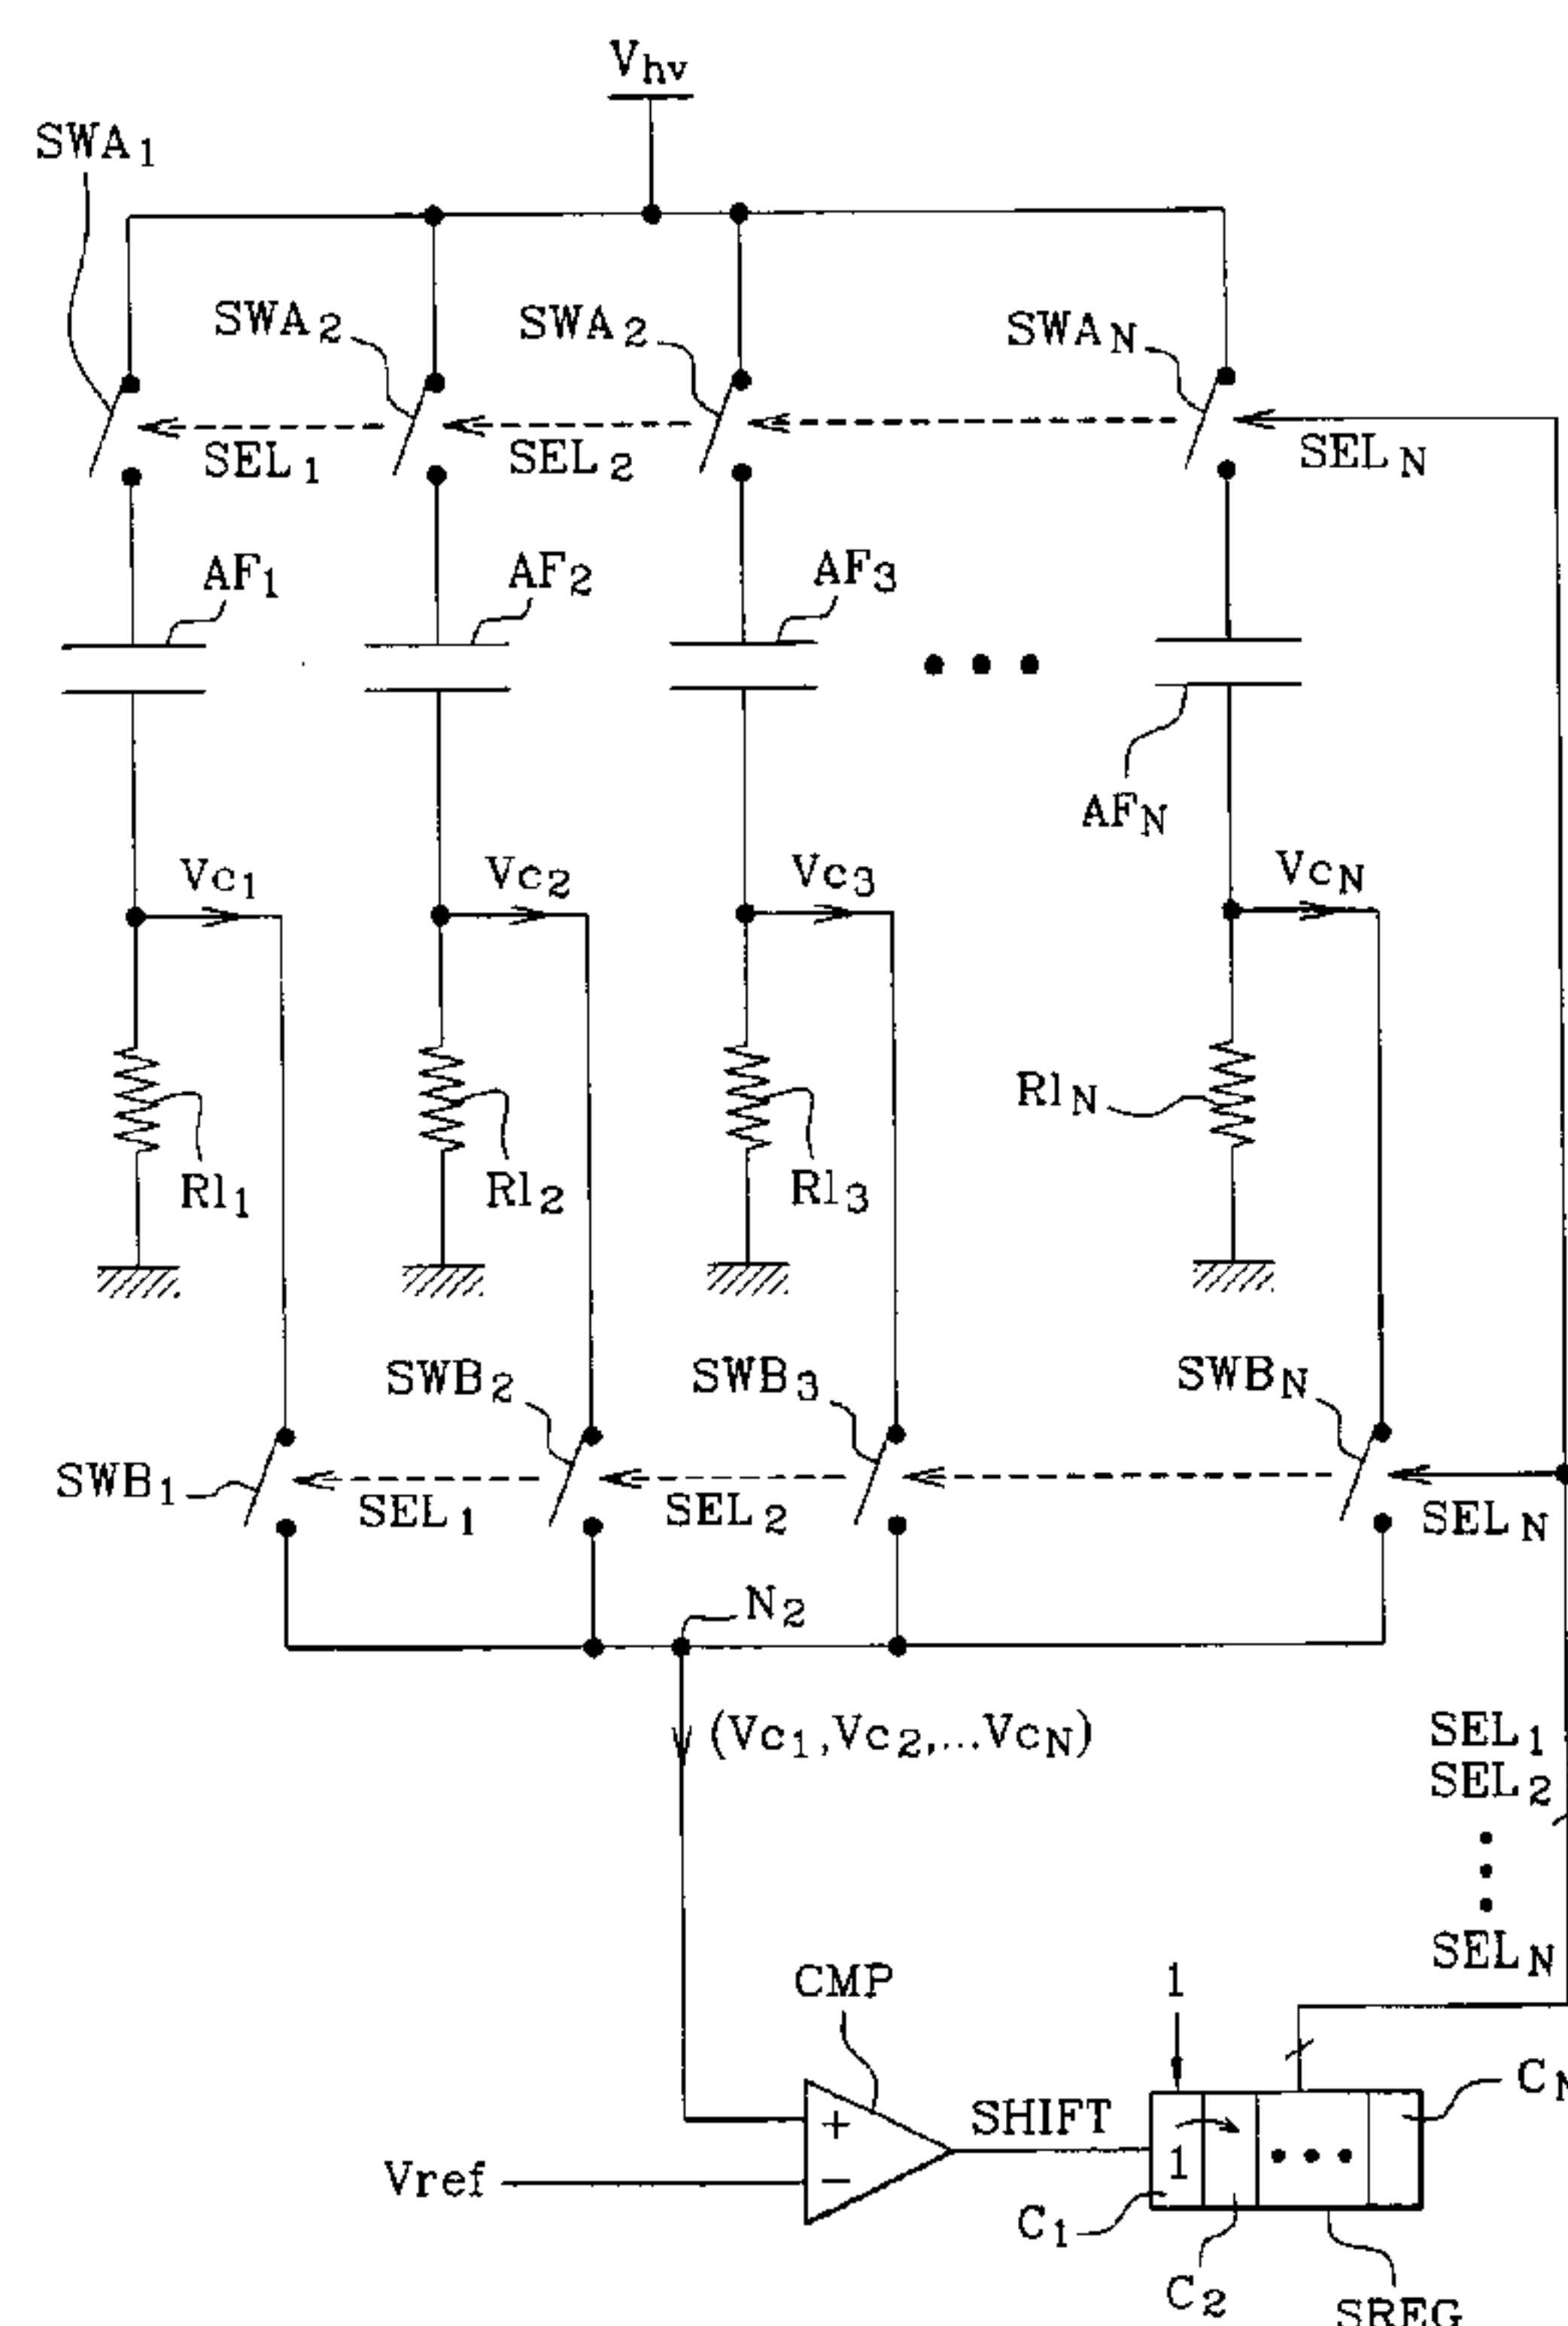 Vhv
SWA1
SWA2
SWA2
SWAN
SEL1
SEL2
SELN
AF1
AF2
AF3
AFN
Vc1
Vc2
Vc3
VcN
Rl1
Rl2
Rl3
RlN
SWB1
SWB2
SWB3
SWBN
SEL1
SEL2
SELN
N2
(Vc1,Vc2,...VcN)
SEL1
SEL2
SELN
CMP
1
CN
+
SHIFT
1
Vref
−
C1
C2
SREG